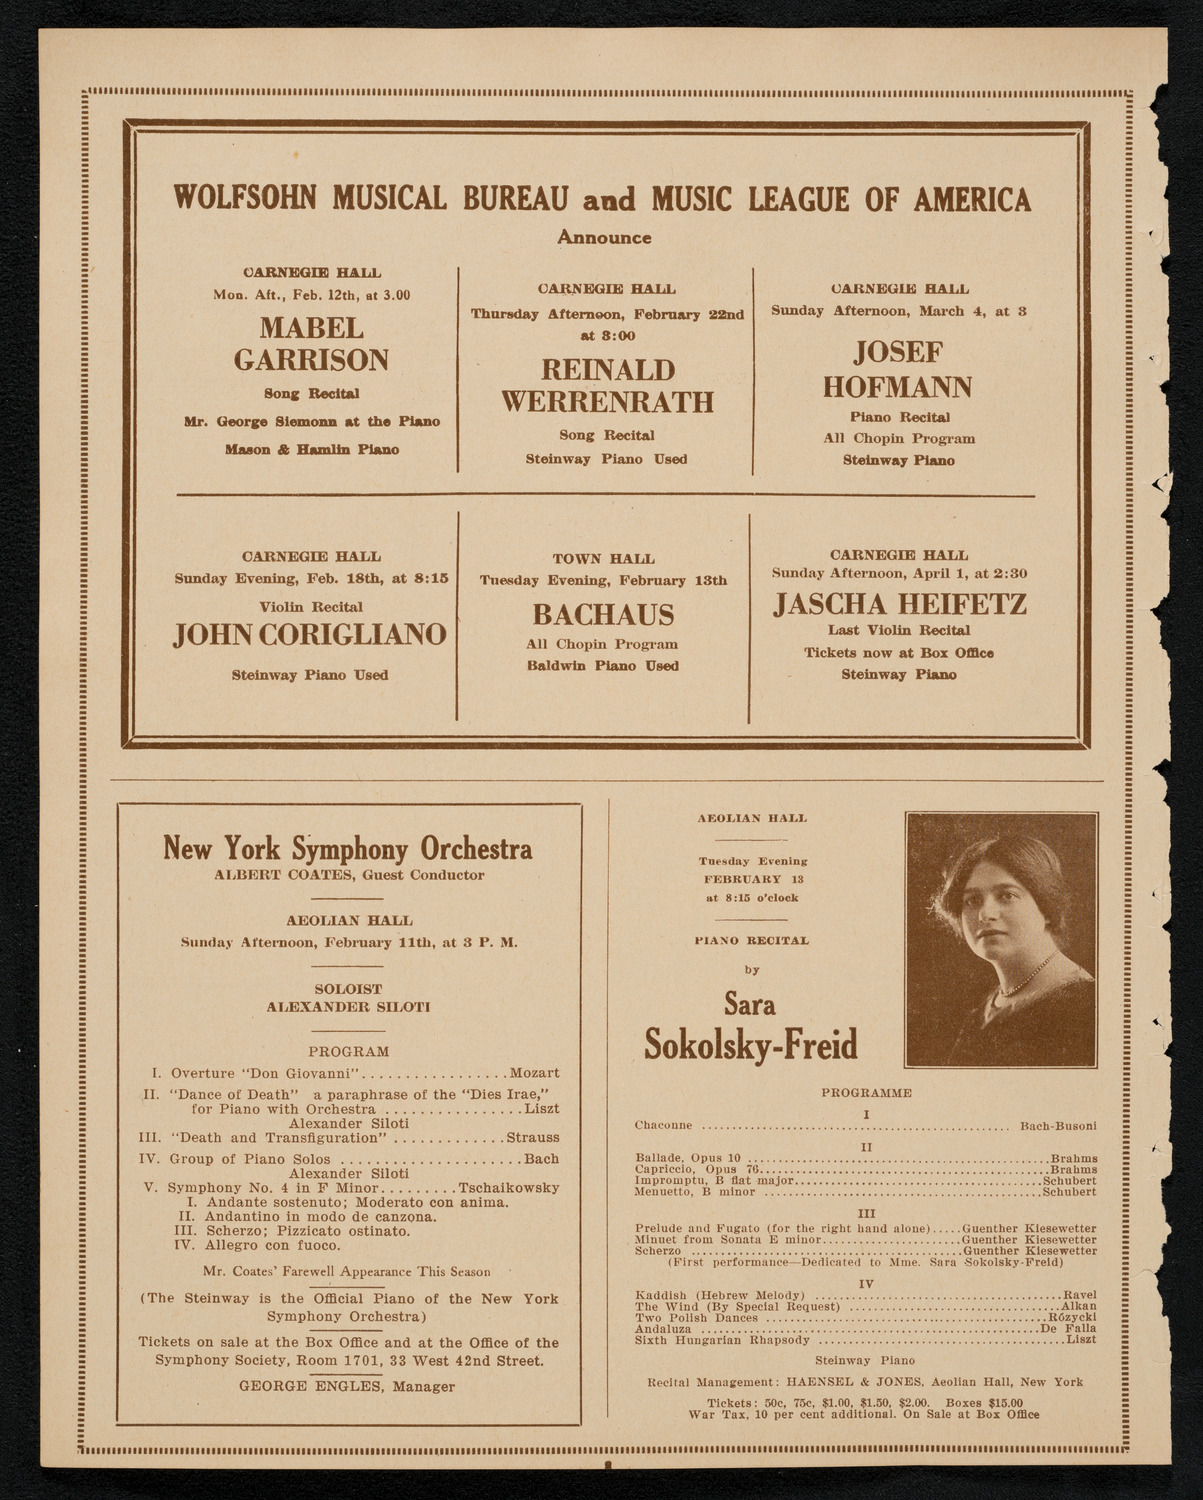 WOLFSOHN MUSICAL BUREAU and MUSIC LEAGUE OF AMERICA
Announce
CARNEGIE HALL
Mon. Aft., Feb. 12th, at 3.00
MABEL
GARRISON
Song Recital
Mr. George Siemonn at the Piano
Mason & Hamlin Piano
CARNEGIE HALL
Thursday Afternoon, February 22nd
at 3:00
REINALD
WERRENRATH
Song Recital
Steinway Piano Used
CARNEGIE HALL
Sunday Afternoon, March 4, at 3
JOSEF
HOFMANN
Piano Recital
All Chopin Program
Steinway Piano
CARNEGIE HALL
Sunday Evening, Feb. 18th, at 8:15
Violin Recital
JOHN CORIGLIANO
Steinway Piano Used
TOWN HALL
Tuesday Evening, February 13th
BACHAUS
All Chopin Program
Baldwin Piano Used
CARNEGIE HALL
Sunday Afternoon, April 1, at 2:30
JASCHA HEIFETZ
Last Violin Recital
Tickets now at Box Office
Steinway Piano
New York Symphony Orchestra
ALBERT COATES, Guest Conductor
AEOLIAN HALL
Sunday Afternoon, February 11th, at 3 P. M.
SOLOIST
ALEXANDER SILOTI
PROGRAM
I. Overture "Don Giovanni"................Mozart
II. "Dance of Death" a paraphrase of the "Dies Irae,"
for Piano with Orchestra ................Liszt
Alexander Siloti
III. "Death and Transfiguration" .............Strauss
IV. Group of Piano Solos .....................Bach
Alexander Siloti
V. Symphony No. 4 in F Minor.........Tschaikowsky
I. Andante sostenuto; Moderato con anima.
II. Andantino in modo de canzona.
III. Scherzo; Pizzicato ostinato.
IV. Allegro con fuoco.
Mr. Coates' Farewell Appearance This Season
(The Steinway is the Official Piano of the New York
Symphony Orchestra)
Tickets on sale at the Box Office and at the Office of the
Symphony Society, Room 1701, 33 West 42nd Street.
GEORGE ENGLES, Manager
AEOLIAN HALL
Tuesday Evening
FEBRUARY 13
at 8:15 o'clock
PIANO RECITAL
by
Sara
Sokolsky-Freid
PROGRAMME
I
Chaconne ............................................ Bach-Busoni
II
Ballade, Opus 10 ...........................................Brahms
Capriccio, Opus 76.........................................Brahms
Impromptu, B flat major...................................Schubert
Menuetto, B minor ........................................Schubert
III
Prelude and Fugato (for the right hand alone).....Guenther Kiesewetter
Minuet from Sonata E minor....................Guenther Kiesewetter
Scherzo .......................................Guenther Kiesewetter
(First performance—Dedicated to Mme. Sara Sokolsky-Freid)
IV
Kaddish (Hebrew Melody) ....................................Ravel
The Wind (By Special Request) ..............................Alkan
Two Polish Dances ........................................Rózycki
Andaluza .................................................De Falla
Sixth Hungarian Rhapsody ...................................Liszt
Steinway Piano
Recital Management: HAENSEL & JONES, Aeolian Hall, New York
Tickets: 50c, 75c, $1.00, $1.50, $2.00. Boxes $15.00
War Tax, 10 per cent additional. On Sale at Box Office